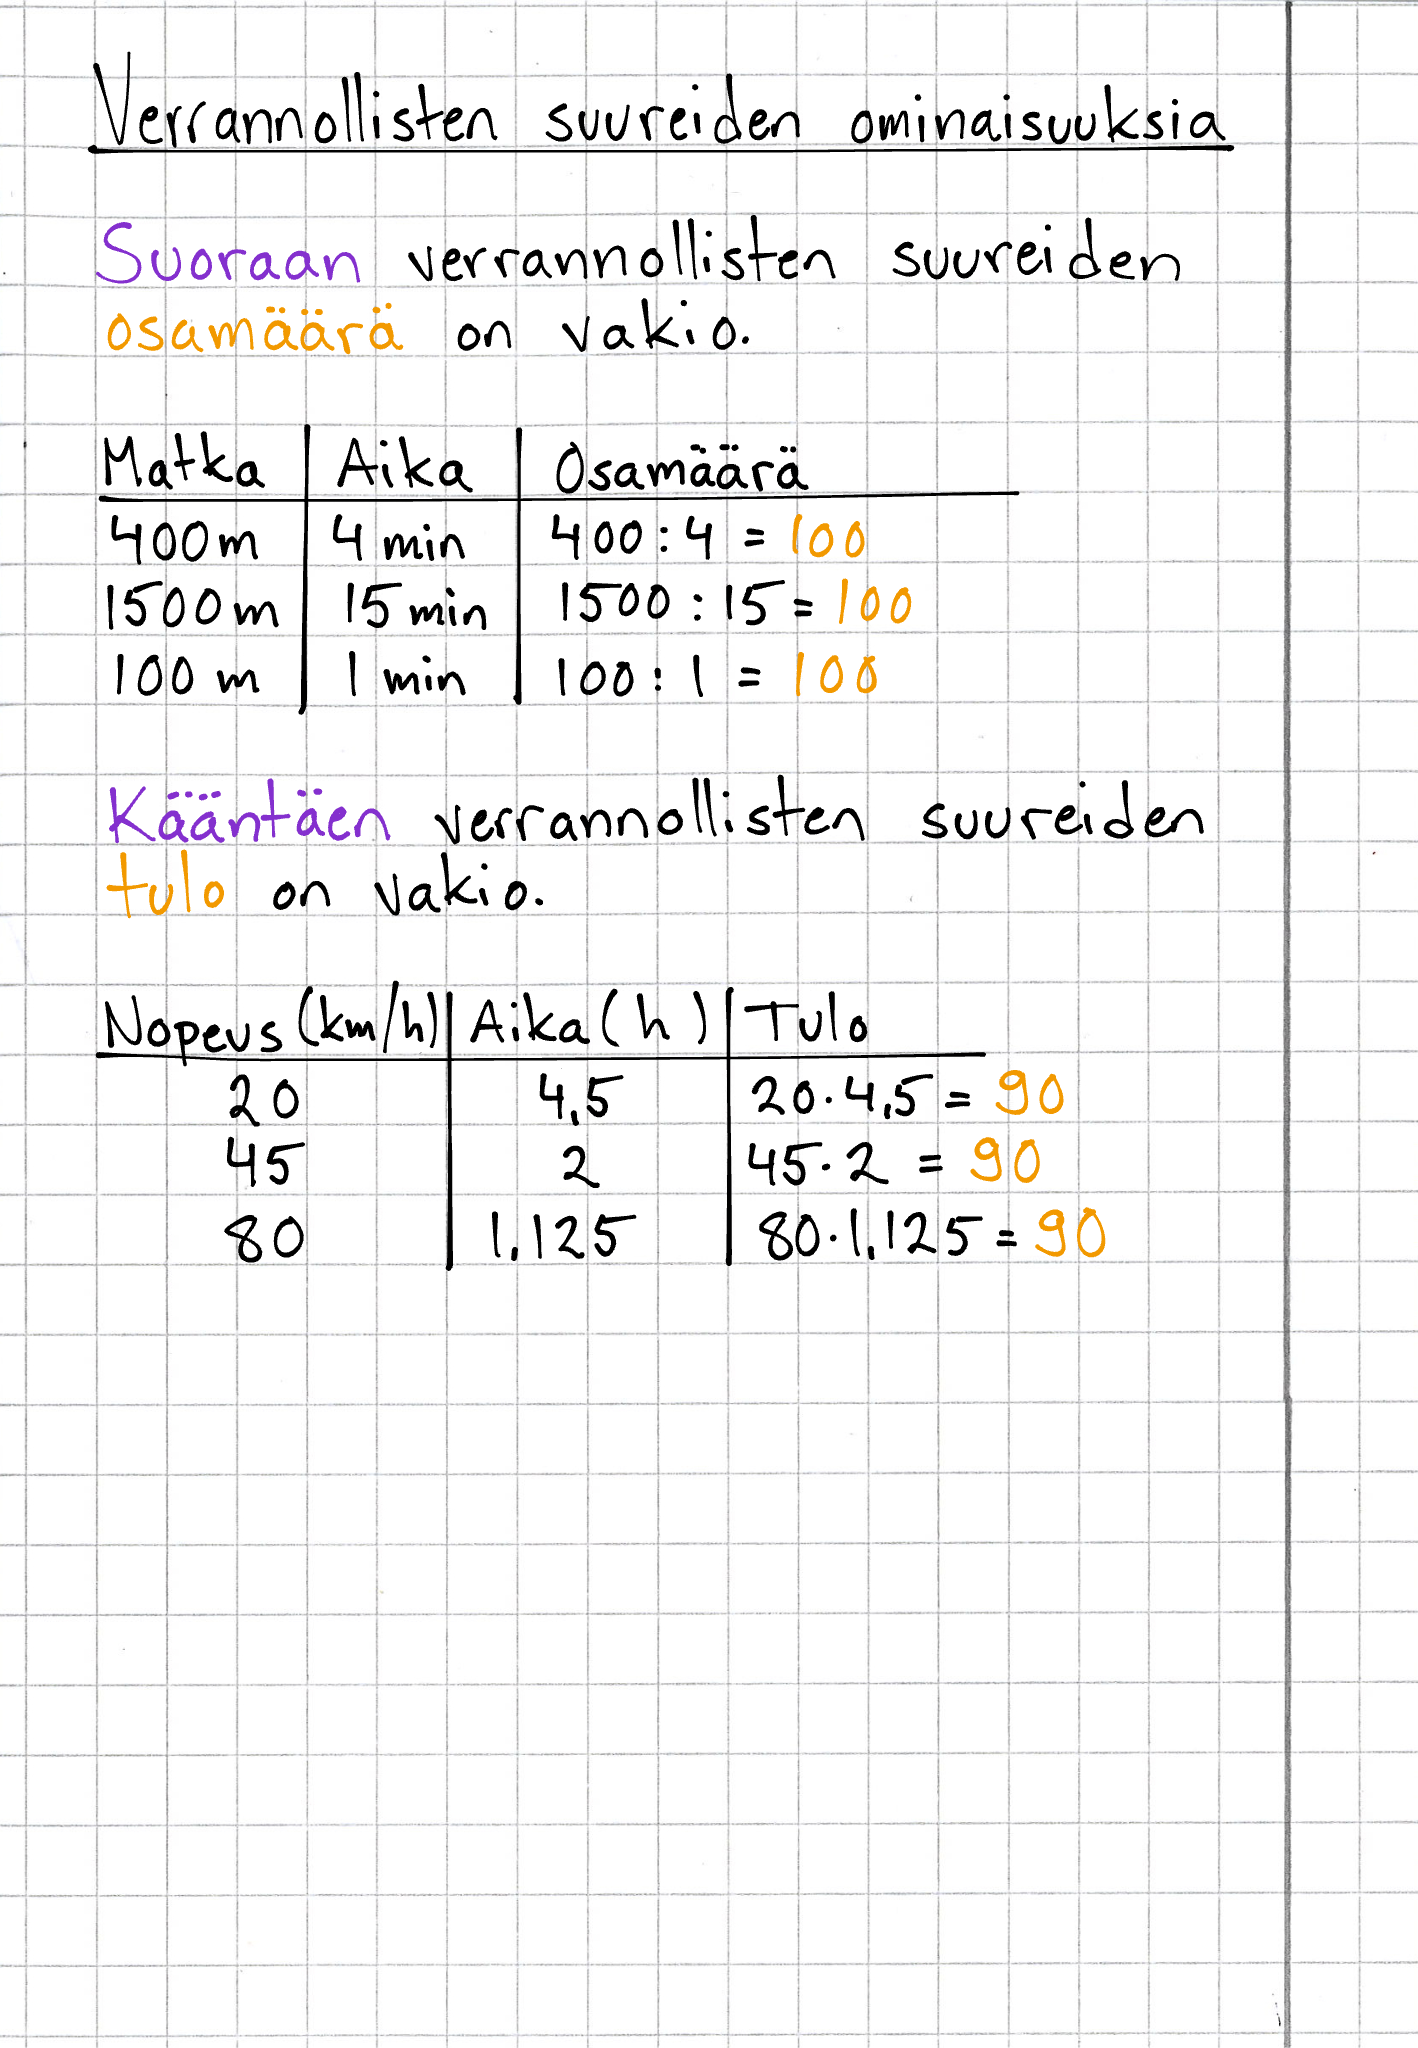 Verrannollisten suureiden ominaisuuksia
Suoraan verrannollisten suureiden
osamäärä on vakio.
Matka Aika Osamäärä
400 m 4 min 400 : 4 = 100
1500 m 15 min 1500 : 15 = 100
100 m 1 min 100 : 1 = 100
Kääntäen verrannollisten suureiden
tulo on vakio.
Nopeus (km/h) Aika (h) Tulo
20 4,5 20 · 4,5 = 90
45 2 45 · 2 = 90
80 1,125 80 · 1,125 = 90